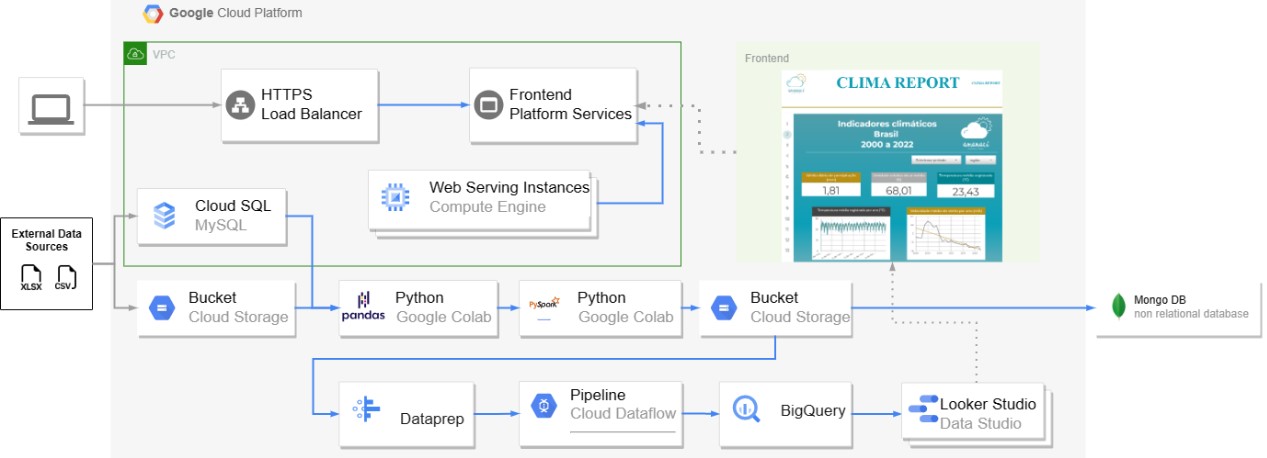 Google Cloud Platform
VPC
Frontend
HTTPS
Load Balancer
Frontend
Platform Services
CLIMA REPORT
Indicadores climáticos
Brasil
2000 a 2022
1,81
68,01
23,43
Web Serving Instances
Compute Engine
Cloud SQL
MySQL
External Data
Sources
XLSX
CSV
Bucket
Cloud Storage
pandas
Python
Google Colab
PySpark
Python
Google Colab
Bucket
Cloud Storage
Mongo DB
non relational database
Dataprep
Pipeline
Cloud Dataflow
BigQuery
Looker Studio
Data Studio